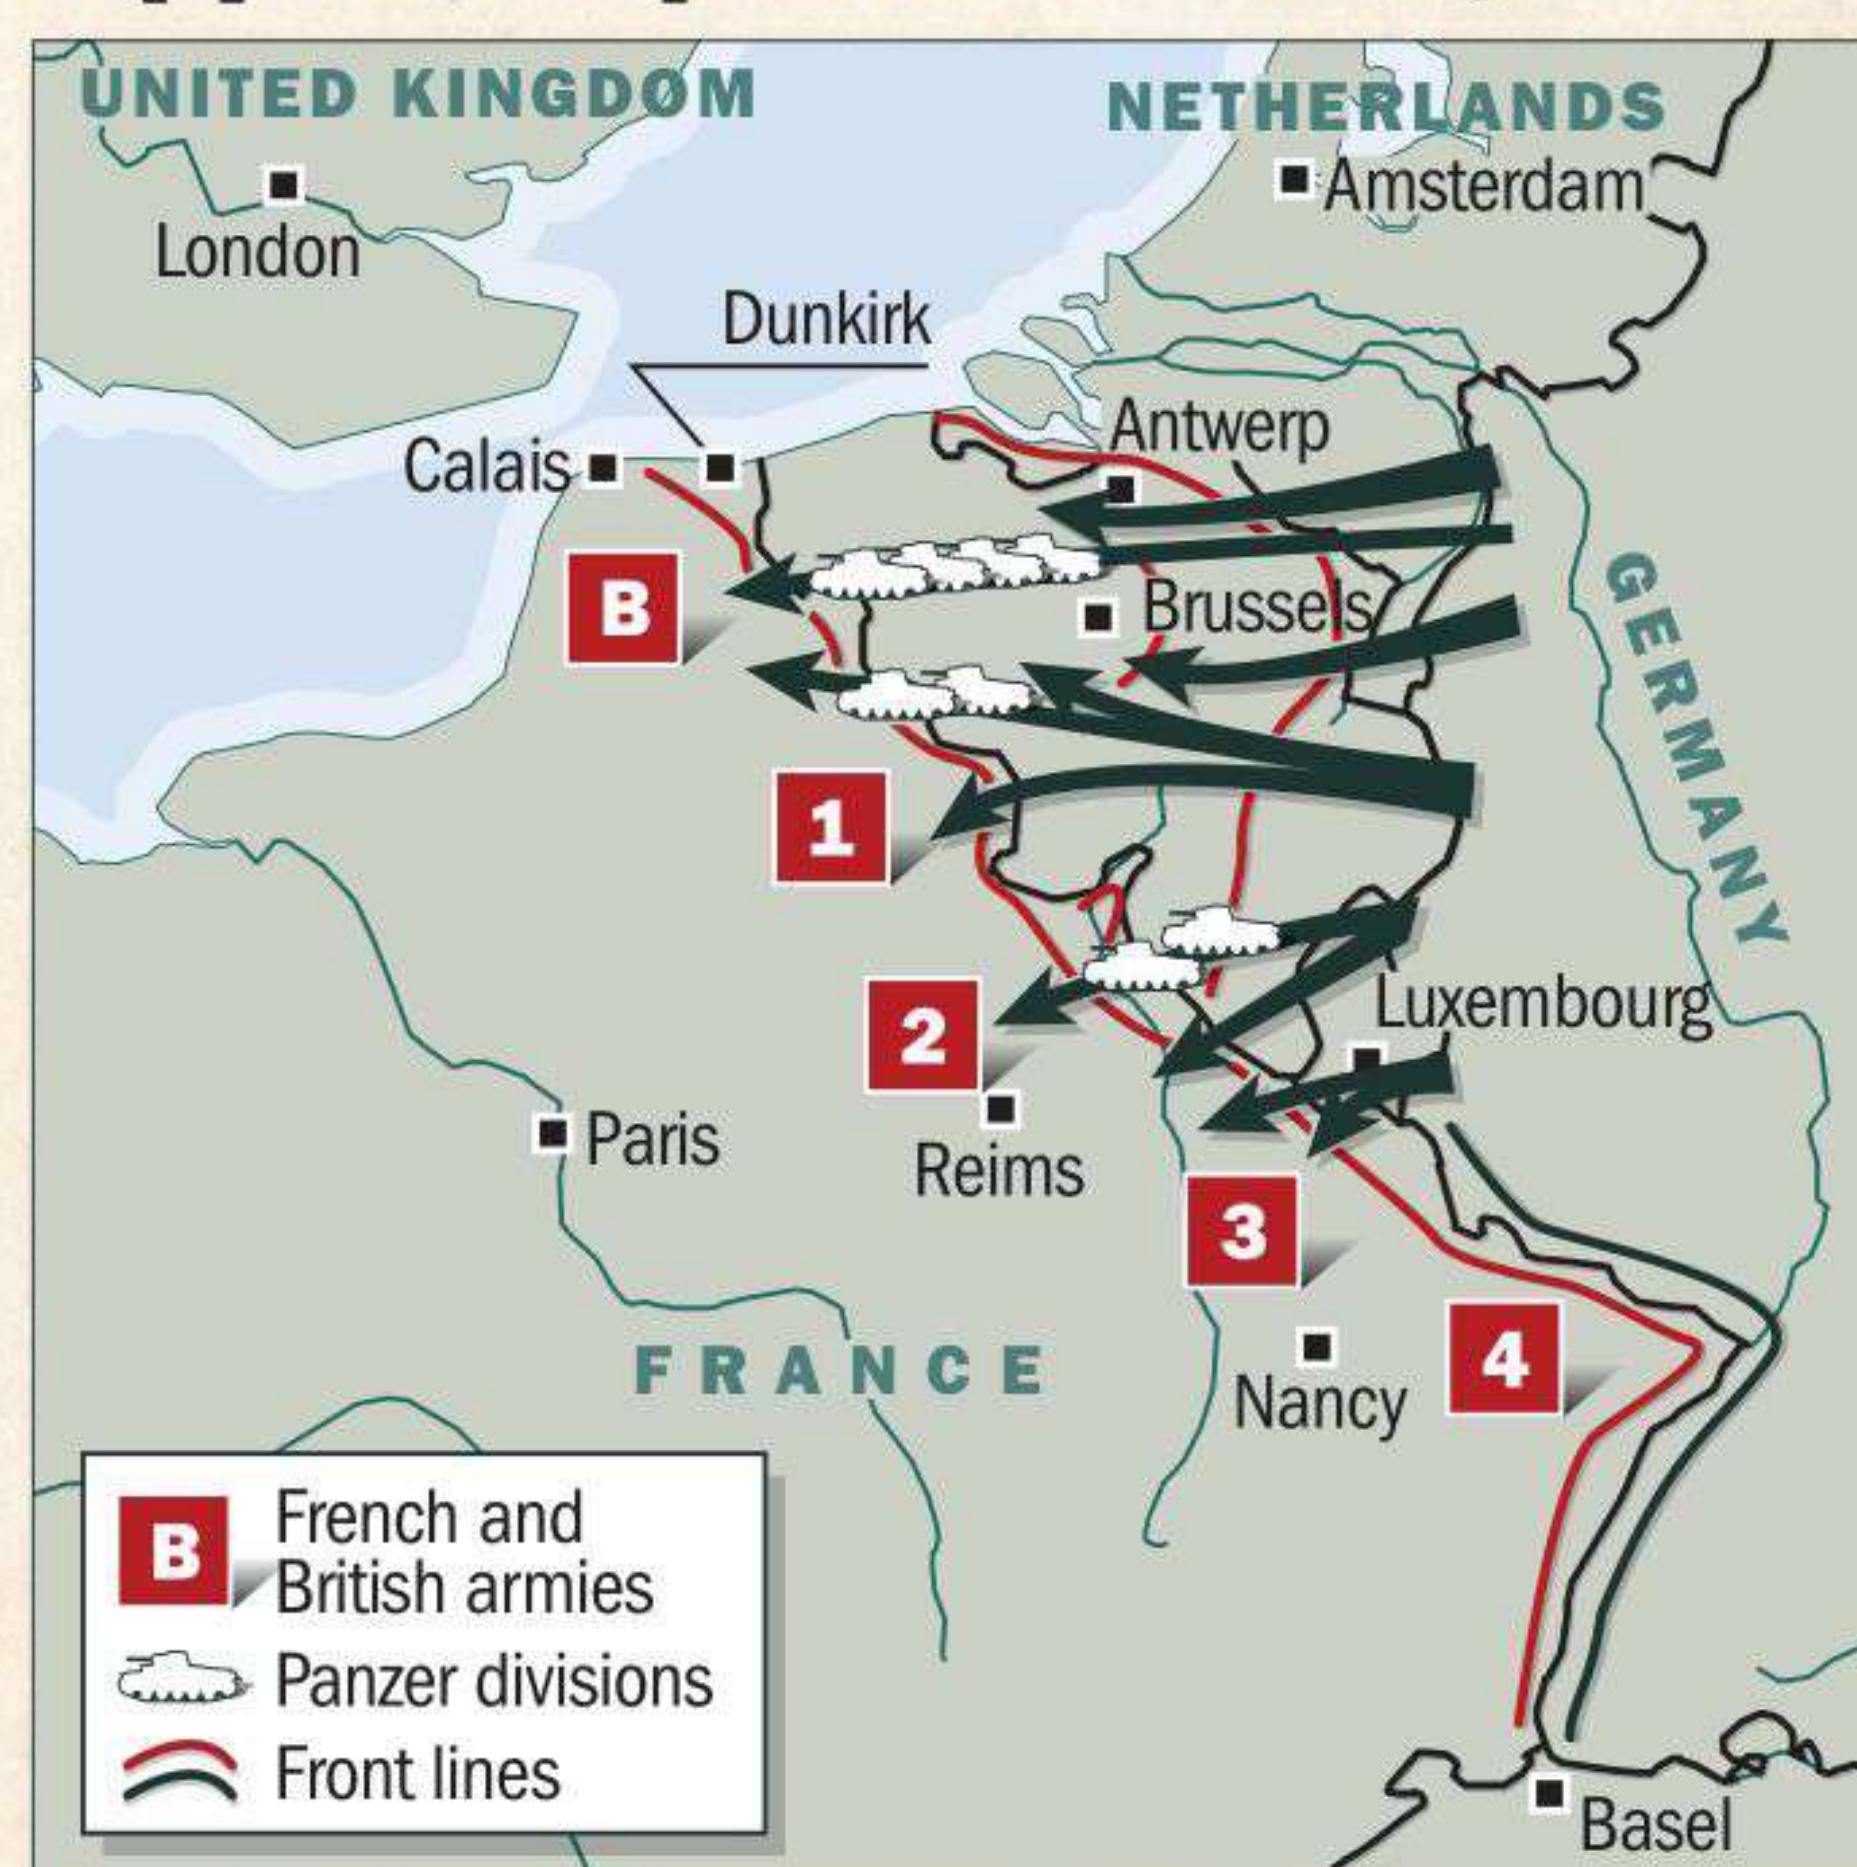 UNITED KINGDOM
NETHERLANDS
Amsterdam
London
Dunkirk
Antwerp
Calais
B
Brussels
GERMANY
1
2
Luxembourg
Paris
Reims
3
4
FRANCE
Nancy
B
French and
British armies
Panzer divisions
Front lines
Basel